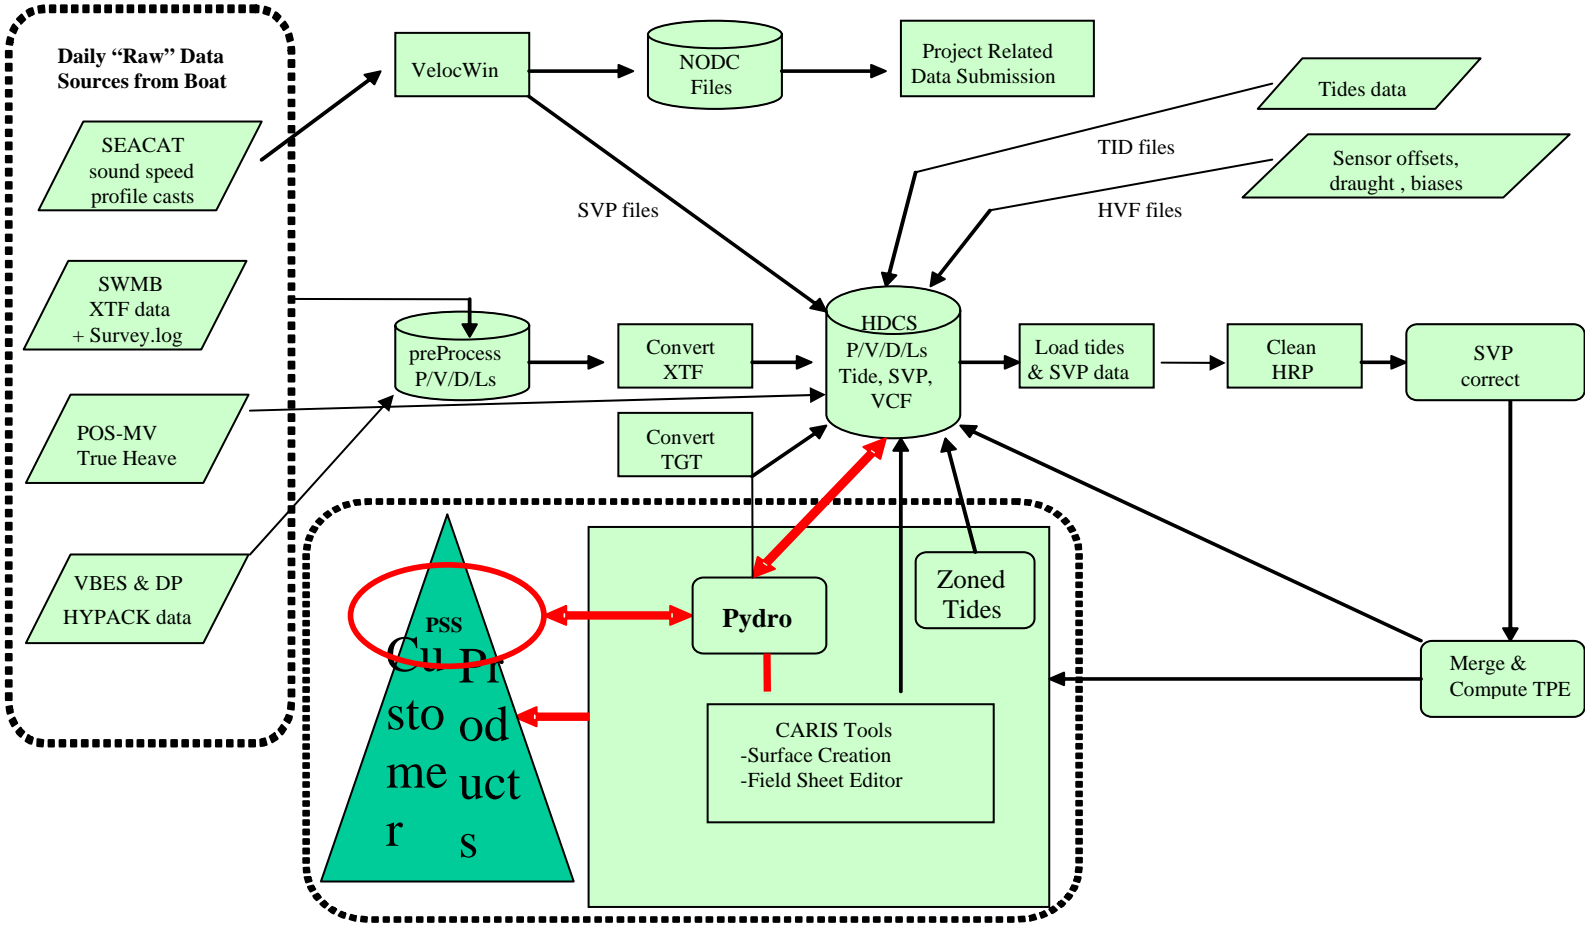 Daily “Raw” Data
Sources from Boat
SEACAT
sound speed
profile casts
SWMB
XTF data
+ Survey.log
POS-MV
True Heave
VBES & DP
HYPACK data
VelocWin
NODC
Files
Project Related
Data Submission
Tides data
Sensor offsets,
draught , biases
TID files
HVF files
SVP files
preProcess
P/V/D/Ls
Convert
XTF
Convert
TGT
HDCS
P/V/D/Ls
Tide, SVP,
VCF
Load tides
& SVP data
Clean
HRP
SVP
correct
Merge &
Compute TPE
Zoned
Tides
Pydro
CARIS Tools
-Surface Creation
-Field Sheet Editor
PSS
Cu
sto
me
r
Pr
od
uct
s